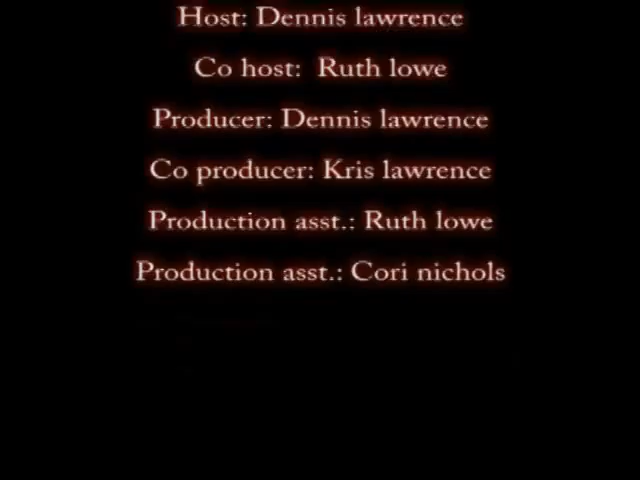 Host: Dennis lawrence
Co host: Ruth lowe
Producer: Dennis lawrence
Co producer: Kris lawrence
Production asst.: Ruth lowe
Production asst.: Cori nichols